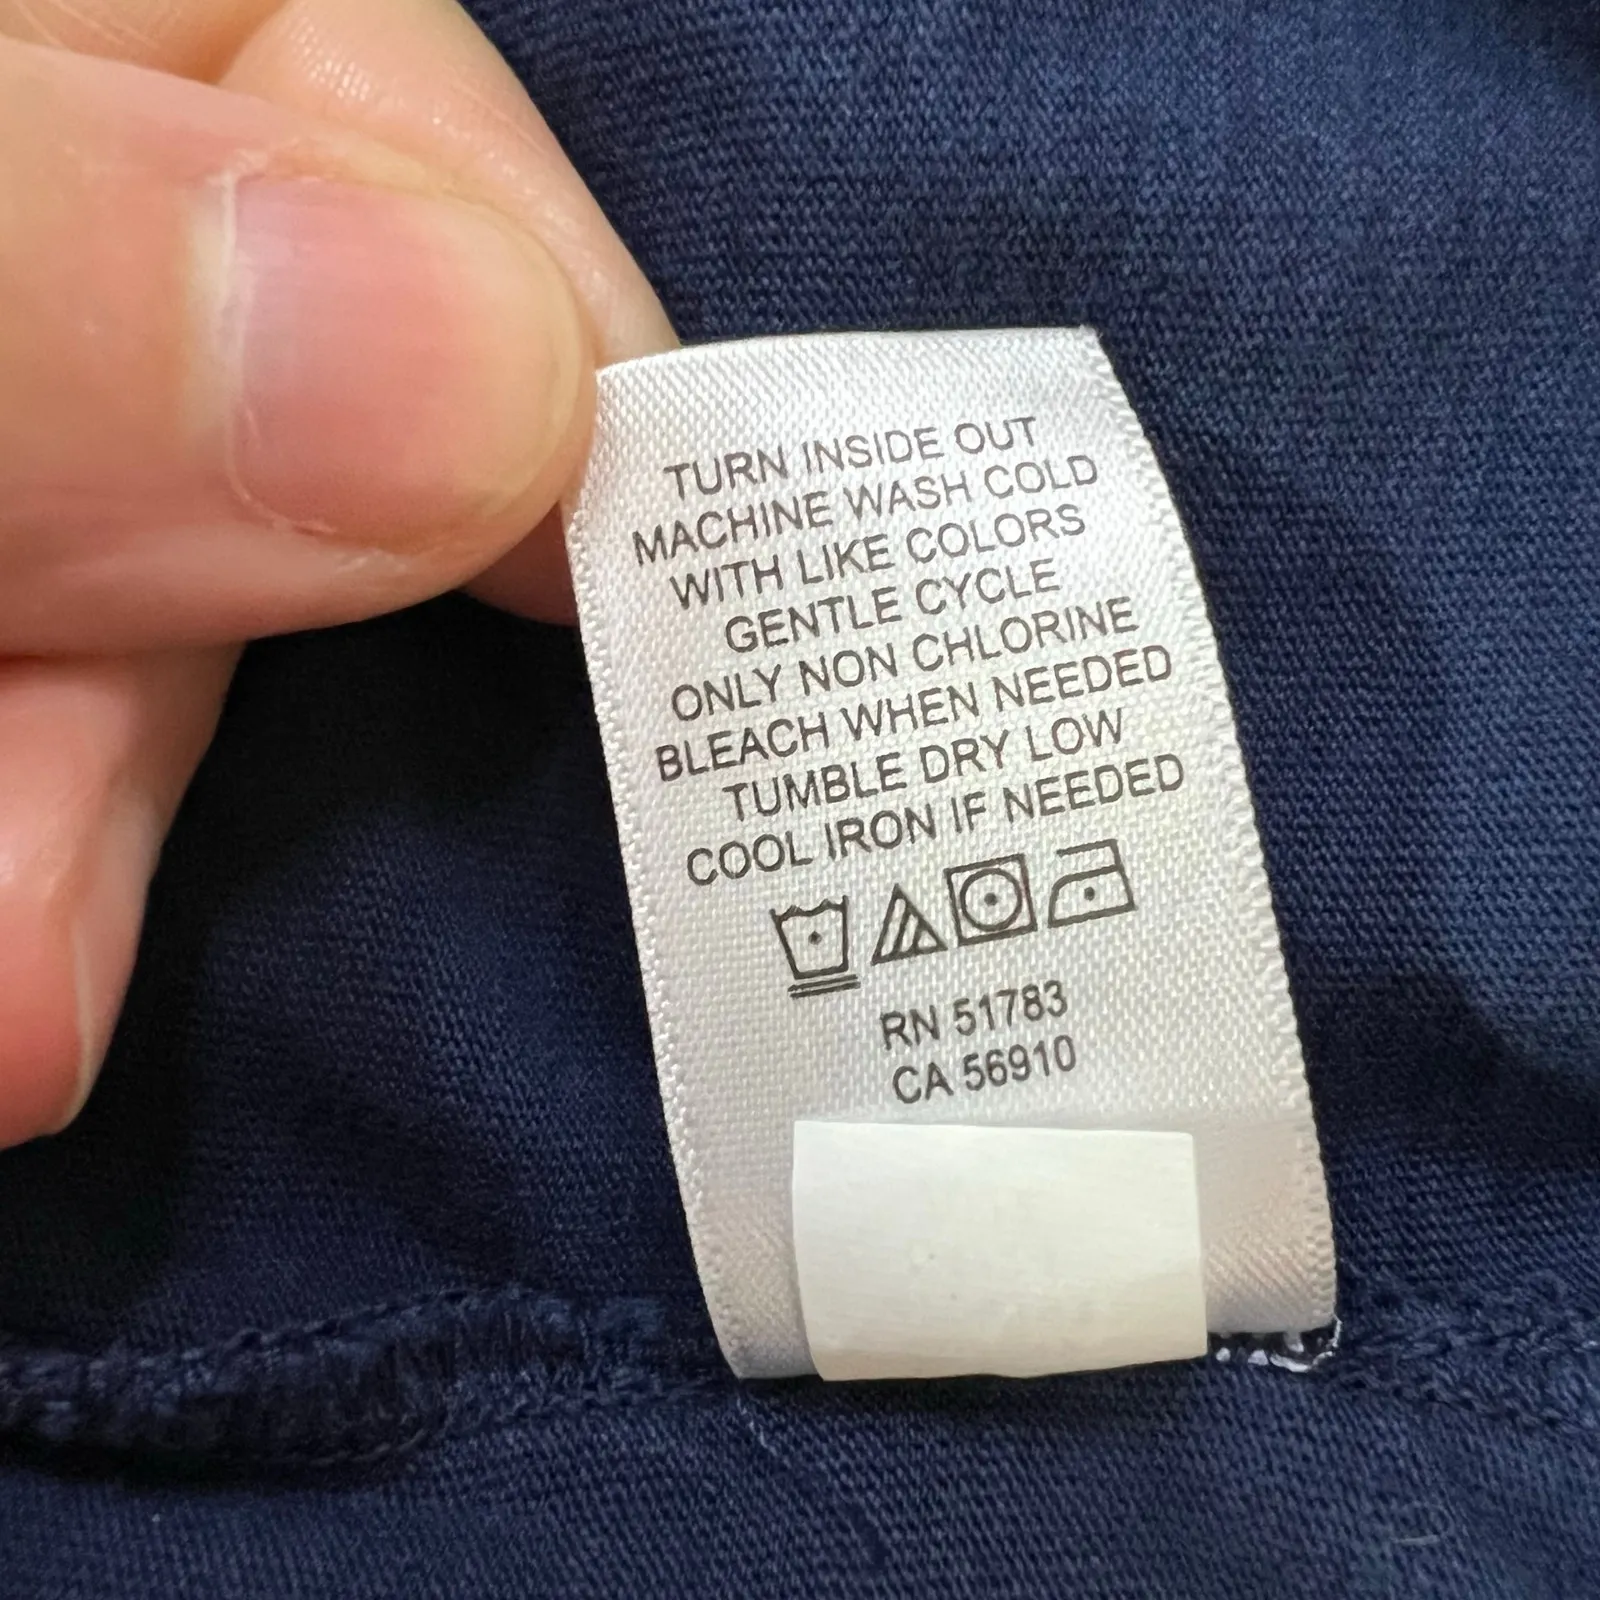 TURN INSIDE OUT
MACHINE WASH COLD
WITH LIKE COLORS
GENTLE CYCLE
ONLY NON CHLORINE
BLEACH WHEN NEEDED
TUMBLE DRY LOW
COOL IRON IF NEEDED
RN 51783
CA 56910